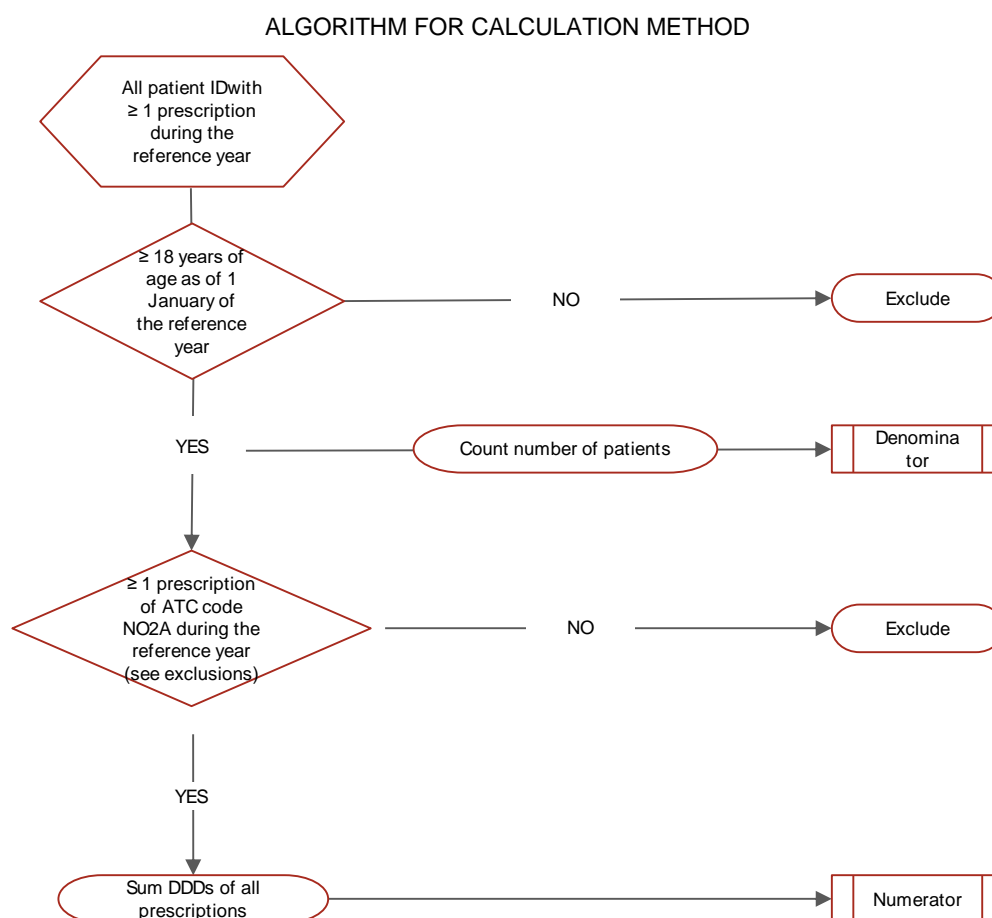 ALGORITHM FOR CALCULATION METHOD
All patient IDwith
≥ 1 prescription
during the
reference year
≥ 18 years of
age as of 1
January of
the reference
year
NO
Exclude
YES
Count number of patients
Denomina
tor
≥ 1 prescription
of ATC code
NO2A during the
reference year
(see exclusions)
NO
Exclude
YES
Sum DDDs of all
prescriptions
Numerator